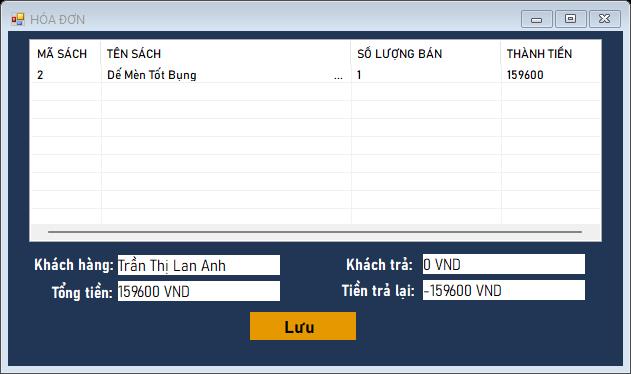 HÓA ĐƠN
MÃ SÁCH TÊN SÁCH SỐ LƯỢNG BÁN THÀNH TIỀN
2 Dế Mèn Tốt Bụng ... 1 159600
Khách hàng: Trần Thị Lan Anh Khách trả: 0 VND
Tổng tiền: 159600 VND Tiền trả lại: -159600 VND
Lưu